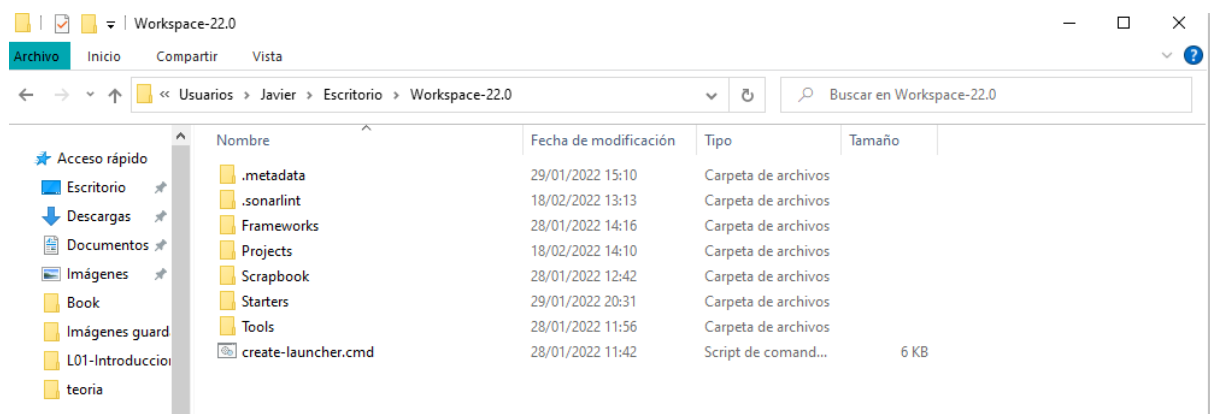 Workspace-22.0
Archivo Inicio Compartir Vista
« Usuarios > Javier > Escritorio > Workspace-22.0 Buscar en Workspace-22.0
Nombre Fecha de modificación Tipo Tamaño
Acceso rápido
Escritorio
Descargas
Documentos
Imágenes
Book
Imágenes guard
L01-Introduccion
teoria
.metadata 29/01/2022 15:10 Carpeta de archivos
.sonarlint 18/02/2022 13:13 Carpeta de archivos
Frameworks 28/01/2022 14:16 Carpeta de archivos
Projects 18/02/2022 14:10 Carpeta de archivos
Scrapbook 28/01/2022 12:42 Carpeta de archivos
Starters 29/01/2022 20:31 Carpeta de archivos
Tools 28/01/2022 11:56 Carpeta de archivos
create-launcher.cmd 28/01/2022 11:42 Script de comand... 6 KB